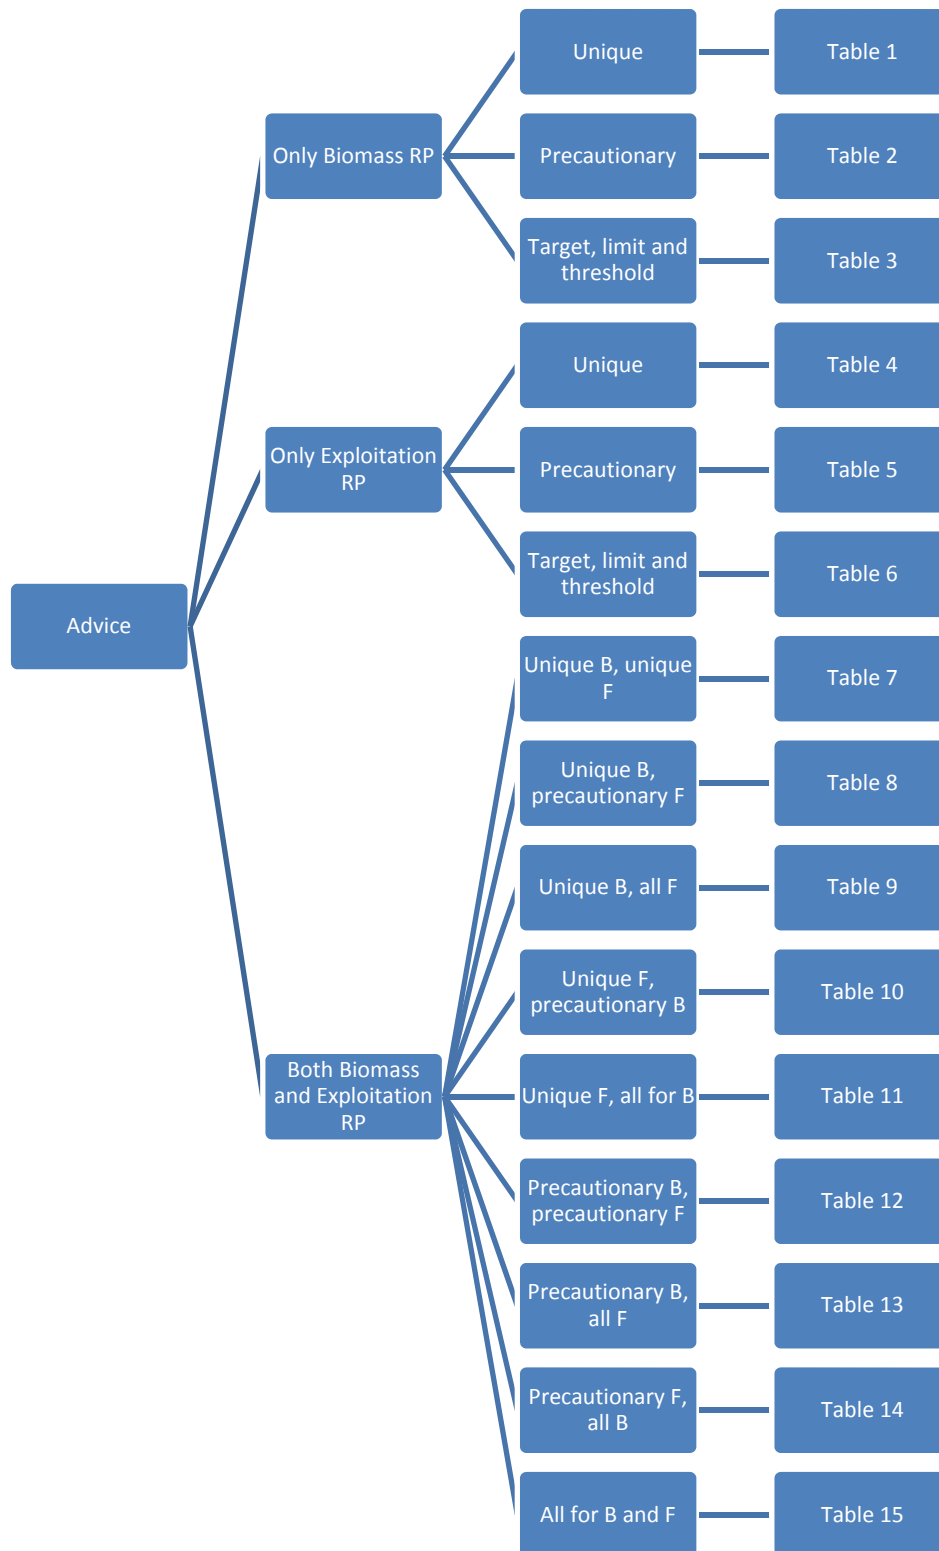 Advice
Only Biomass RP
Unique
Table 1
Precautionary
Table 2
Target, limit and
threshold
Table 3
Only Exploitation
RP
Unique
Table 4
Precautionary
Table 5
Target, limit and
threshold
Table 6
Both Biomass
and Exploitation
RP
Unique B, unique
F
Table 7
Unique B,
precautionary F
Table 8
Unique B, all F
Table 9
Unique F,
precautionary B
Table 10
Unique F, all for B
Table 11
Precautionary B,
precautionary F
Table 12
Precautionary B,
all F
Table 13
Precautionary F,
all B
Table 14
All for B and F
Table 15